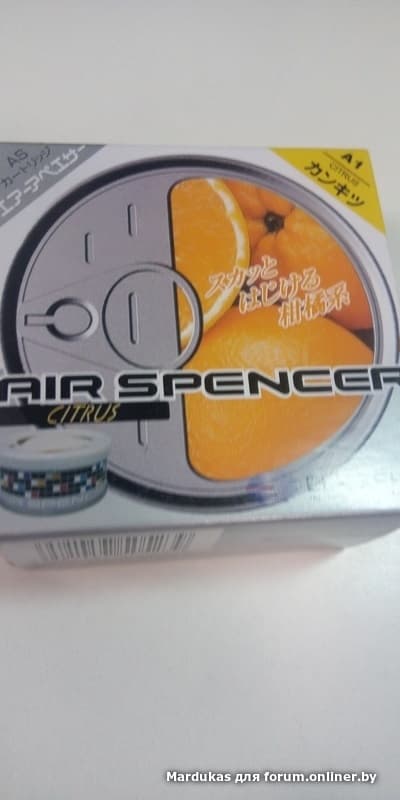 AS
カートリッジ
エアースペンサー
A1
CITRUS
カンキツ
スカッと
はじける
柑橘系
AIR SPENCER
CITRUS
Mardukas для forum.onliner.by